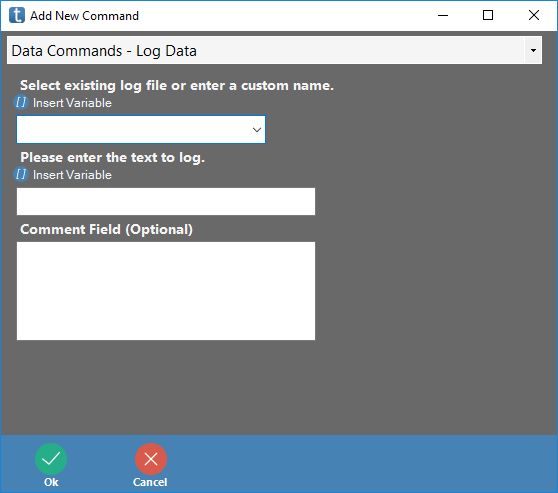 Add New Command
Data Commands - Log Data
Select existing log file or enter a custom name.
[ ] Insert Variable
Please enter the text to log.
[ ] Insert Variable
Comment Field (Optional)
Ok
Cancel